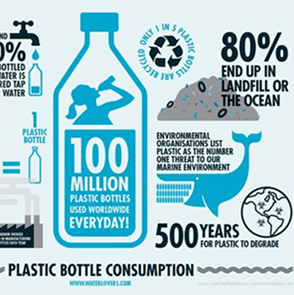 ND
0%
BOTTLED
WATER IS
RED TAP
WATER
1
PLASTIC
BOTTLE
=
ONLY 1 IN 5 PLASTIC
BOTTLES ARE RECYCLED
80%
END UP IN
LANDFILL OR
THE OCEAN
100
MILLION
PLASTIC BOTTLES
USED WORLDWIDE
EVERYDAY!
ENVIRONMENTAL
ORGANISATIONS LIST
PLASTIC AS THE NUMBER
ONE THREAT TO OUR
MARINE ENVIRONMENT
500 YEARS
FOR PLASTIC TO DEGRADE
PLASTIC BOTTLE CONSUMPTION
WWW.WATERLOVERS.COM